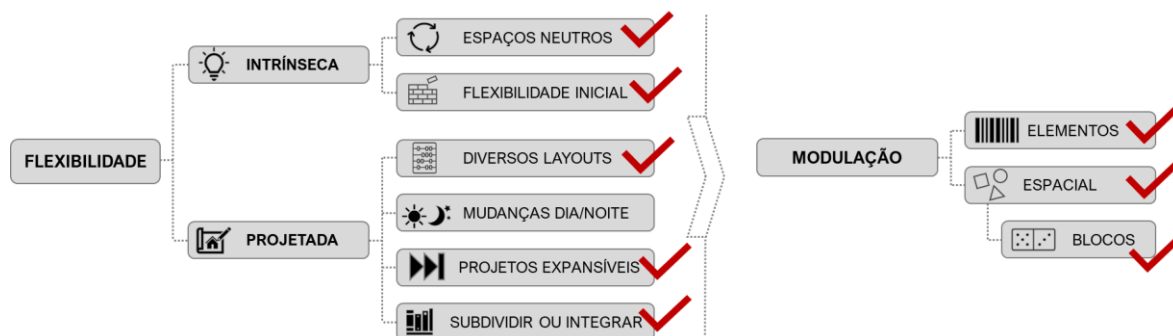 FLEXIBILIDADE
INTRÍNSECA
ESPAÇOS NEUTROS
FLEXIBILIDADE INICIAL
PROJETADA
DIVERSOS LAYOUTS
MUDANÇAS DIA/NOITE
PROJETOS EXPANSÍVEIS
SUBDIVIDIR OU INTEGRAR
MODULAÇÃO
ELEMENTOS
ESPACIAL
BLOCOS